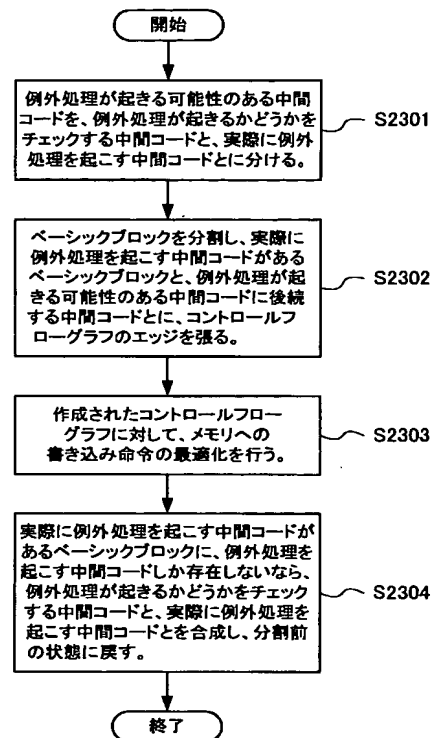 開始
例外処理が起きる可能性のある中間
コードを、例外処理が起きるかどうかを
チェックする中間コードと、実際に例外
処理を起こす中間コードとに分ける。
S2301
ベーシックブロックを分割し、実際に
例外処理を起こす中間コードがある
ベーシックブロックと、例外処理が起
きる可能性のある中間コードに後続
する中間コードとに、コントロールフ
ローグラフのエッジを張る。
S2302
作成されたコントロールフロー
グラフに対して、メモリへの
書き込み命令の最適化を行う。
S2303
実際に例外処理を起こす中間コードが
あるベーシックブロックに、例外処理を
起こす中間コードしか存在しないなら、
例外処理が起きるかどうかをチェック
する中間コードと、実際に例外処理を
起こす中間コードとを合成し、分割前
の状態に戻す。
S2304
終了